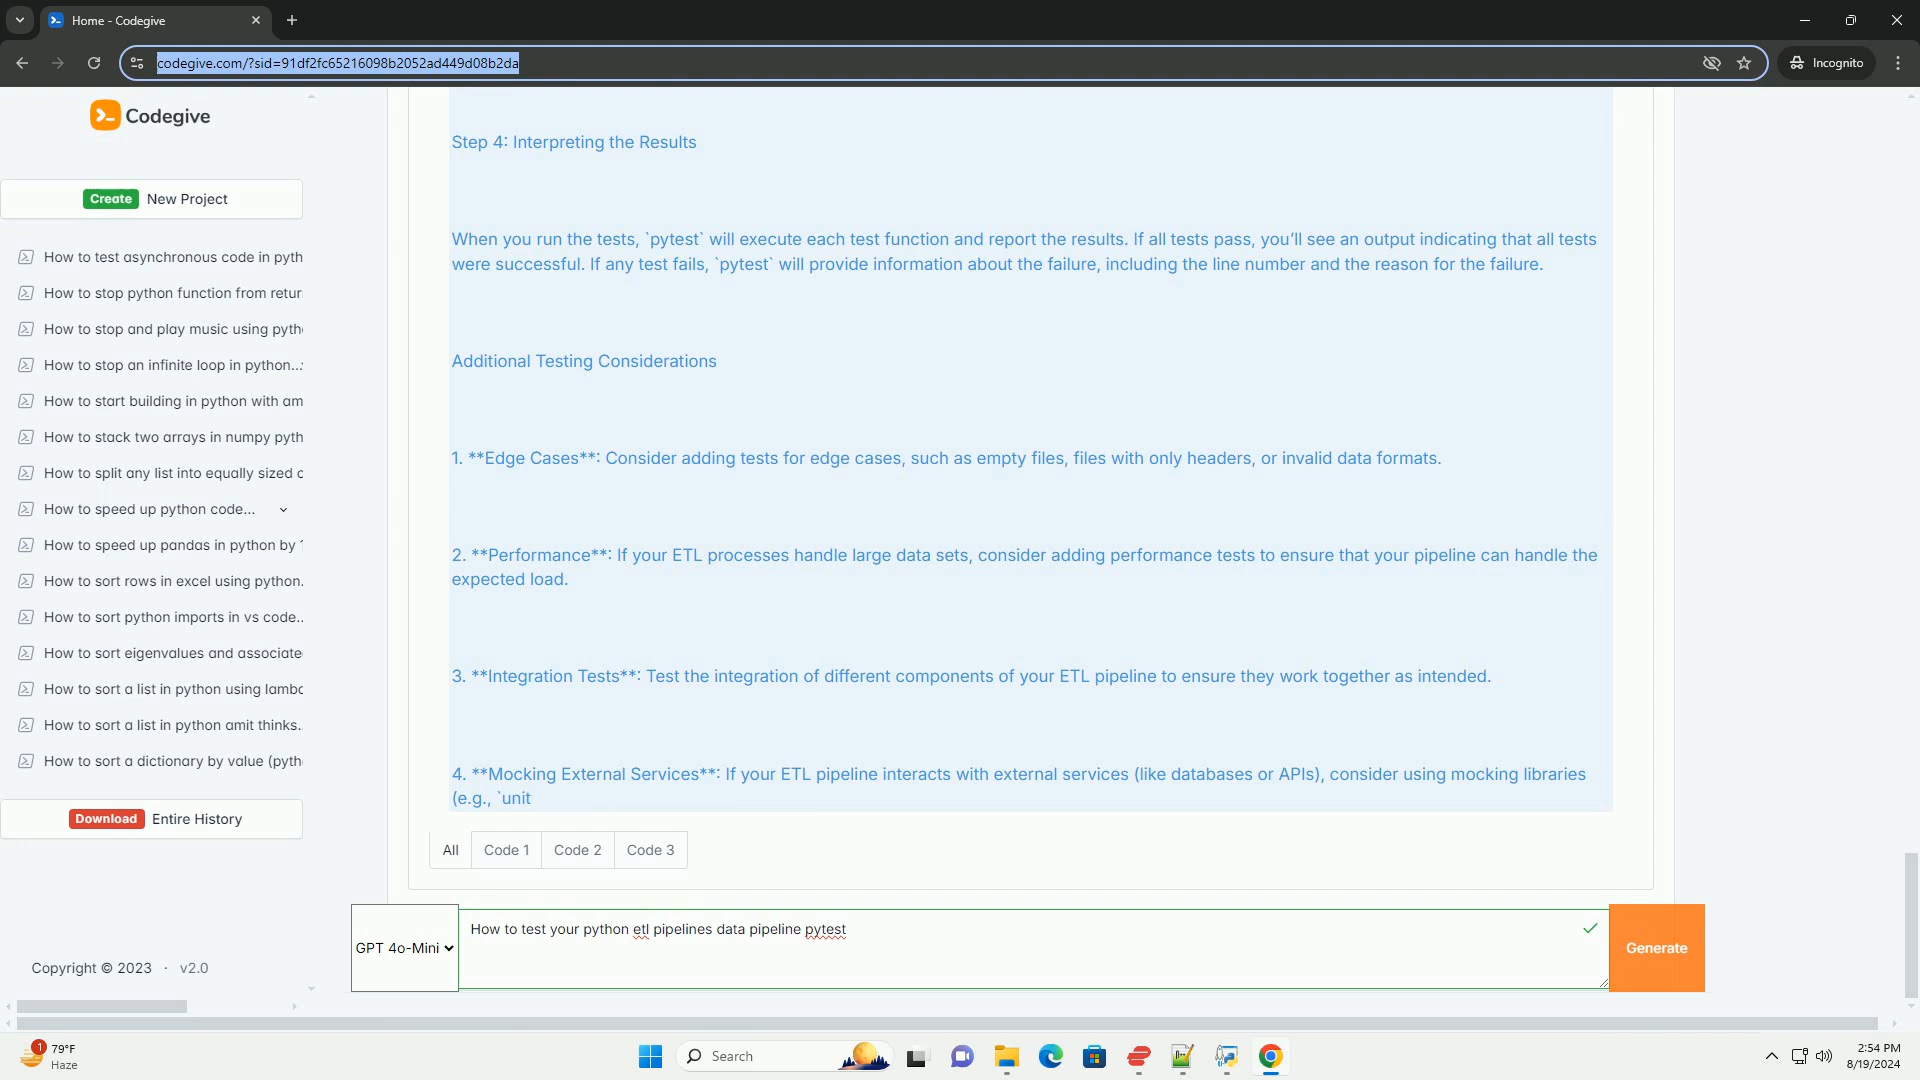 Home - Codegive
codegive.com/?sid=91df2fc65216098b2052ad449d08b2da
Incognito
Codegive
Create New Project
How to test asynchronous code in pyth
How to stop python function from retur
How to stop and play music using pyth
How to stop an infinite loop in python...
How to start building in python with am
How to stack two arrays in numpy pyth
How to split any list into equally sized c
How to speed up python code...
How to speed up pandas in python by
How to sort rows in excel using python.
How to sort python imports in vs code..
How to sort eigenvalues and associate
How to sort a list in python using lambc
How to sort a list in python amit thinks..
How to sort a dictionary by value (pyth
Download Entire History
Copyright © 2023 · v2.0
Step 4: Interpreting the Results
When you run the tests, `pytest` will execute each test function and report the results. If all tests pass, you’ll see an output indicating that all tests
were successful. If any test fails, `pytest` will provide information about the failure, including the line number and the reason for the failure.
Additional Testing Considerations
1. **Edge Cases**: Consider adding tests for edge cases, such as empty files, files with only headers, or invalid data formats.
2. **Performance**: If your ETL processes handle large data sets, consider adding performance tests to ensure that your pipeline can handle the
expected load.
3. **Integration Tests**: Test the integration of different components of your ETL pipeline to ensure they work together as intended.
4. **Mocking External Services**: If your ETL pipeline interacts with external services (like databases or APIs), consider using mocking libraries
(e.g., `unit
All Code 1 Code 2 Code 3
GPT 4o-Mini
How to test your python etl pipelines data pipeline pytest
Generate
1
79°F
Haze
Search
2:54 PM
8/19/2024